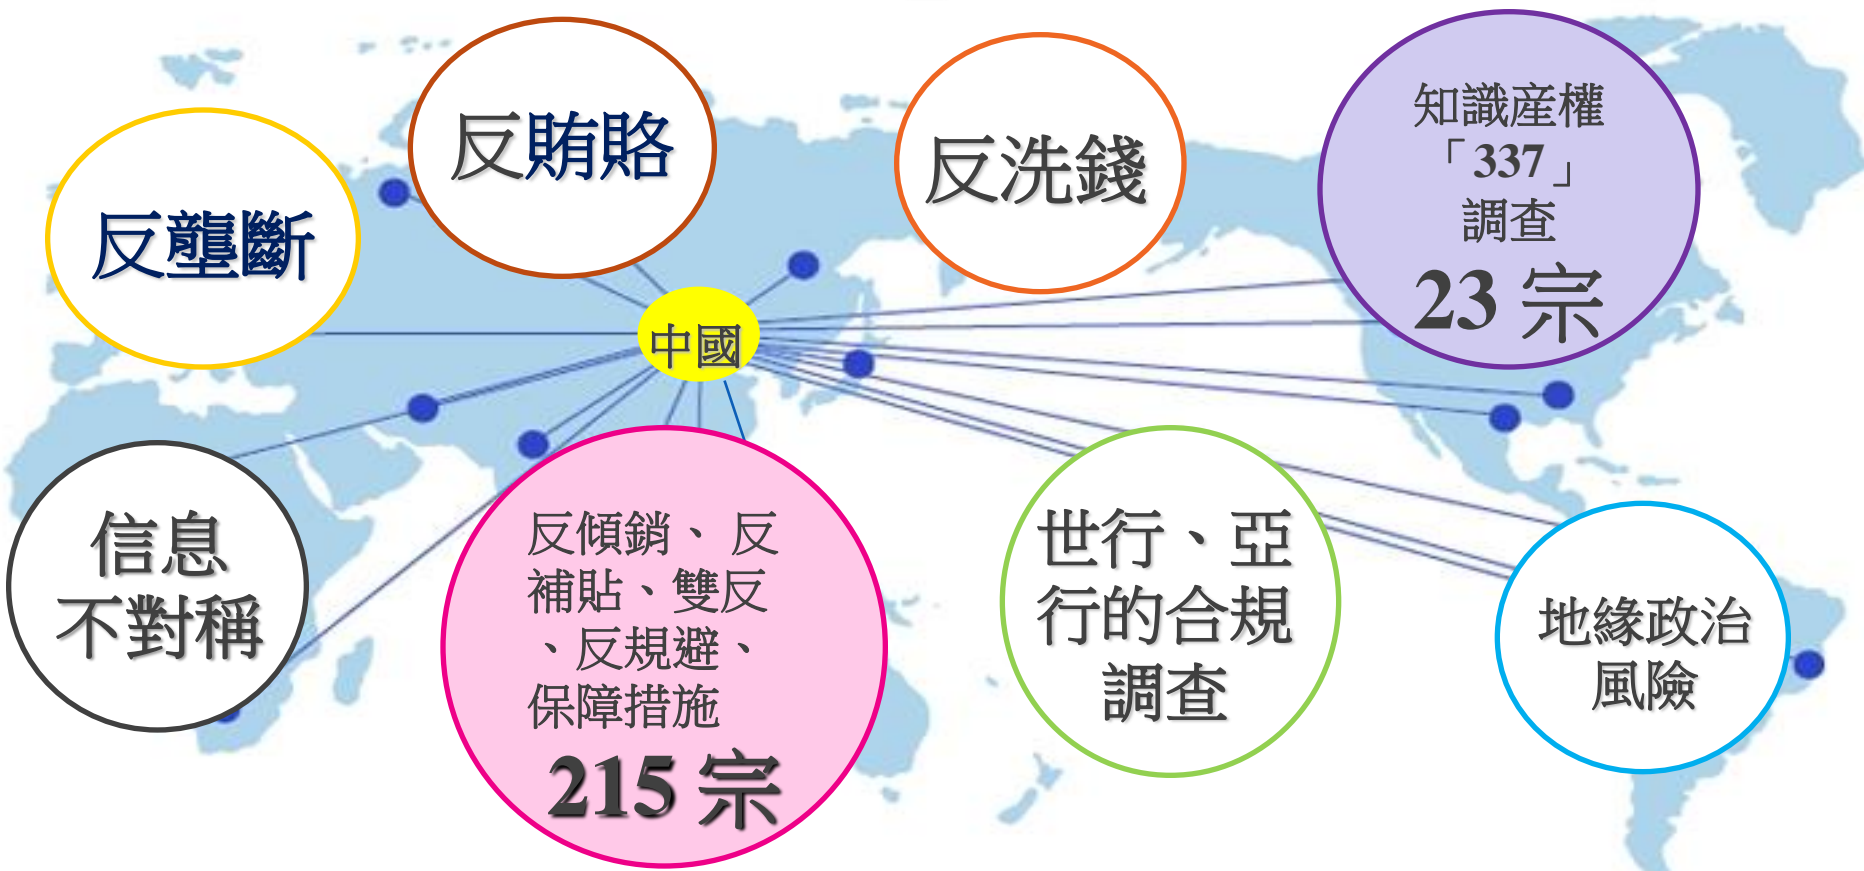 反賄賂
反洗錢
反壟斷
知識産權
「337」
調查
23 宗
中國
信息
不對稱
反傾銷、反
補貼、雙反
、反規避、
保障措施
215 宗
世行、亞
行的合規
調查
地緣政治
風險